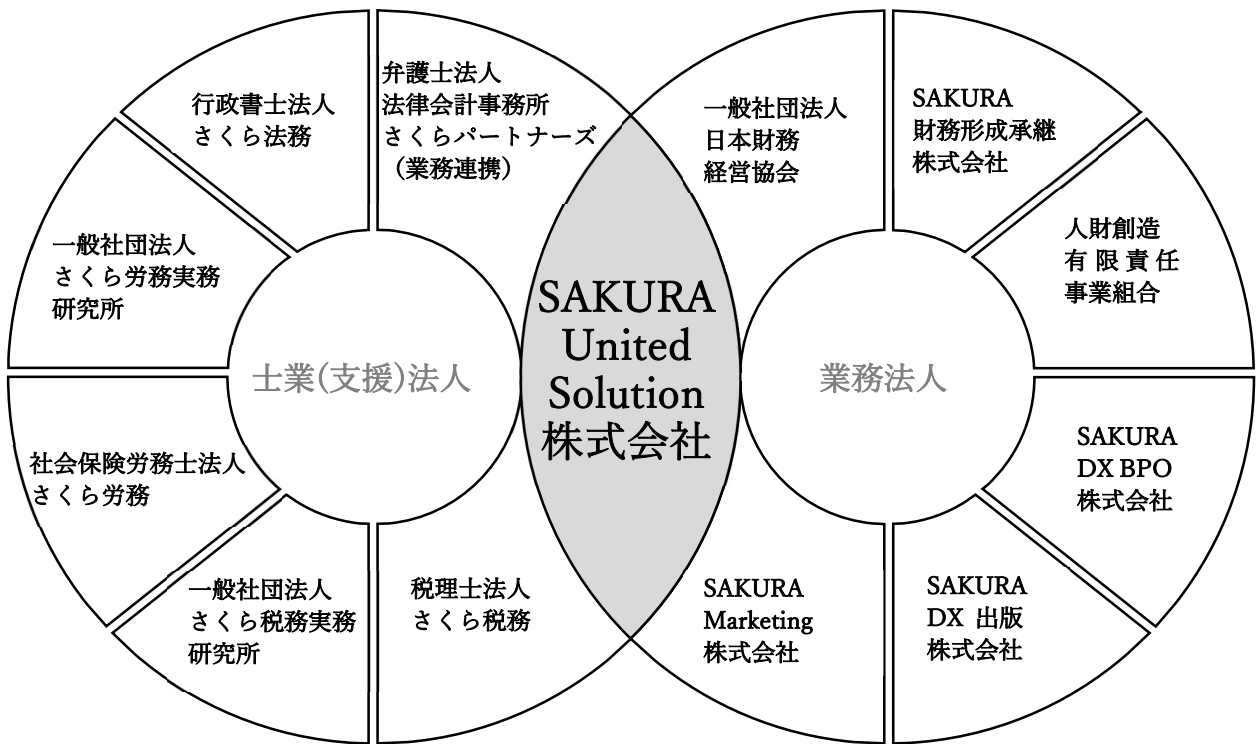 弁護士法人
法律会計事務所
さくらパートナーズ
(業務連携)
行政書士法人
さくら法務
一般社団法人
さくら労務実務
研究所
社会保険労務士法人
さくら労務
一般社団法人
さくら税務実務
研究所
税理士法人
さくら税務
士業(支援)法人
SAKURA
United
Solution
株式会社
業務法人
一般社団法人
日本財務
経営協会
SAKURA
財務形成承継
株式会社
人財創造
有限責任
事業組合
SAKURA
DX BPO
株式会社
SAKURA
DX 出版
株式会社
SAKURA
Marketing
株式会社